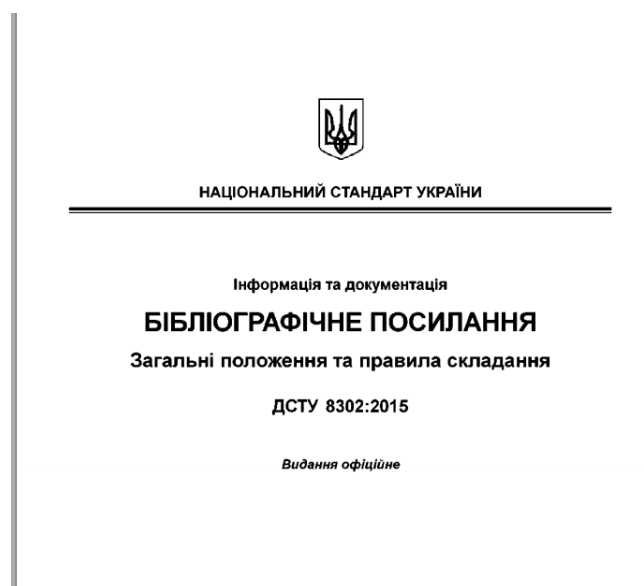 НАЦІОНАЛЬНИЙ СТАНДАРТ УКРАЇНИ
Інформація та документація
БІБЛІОГРАФІЧНЕ ПОСИЛАННЯ
Загальні положення та правила складання
ДСТУ 8302:2015
Видання офіційне